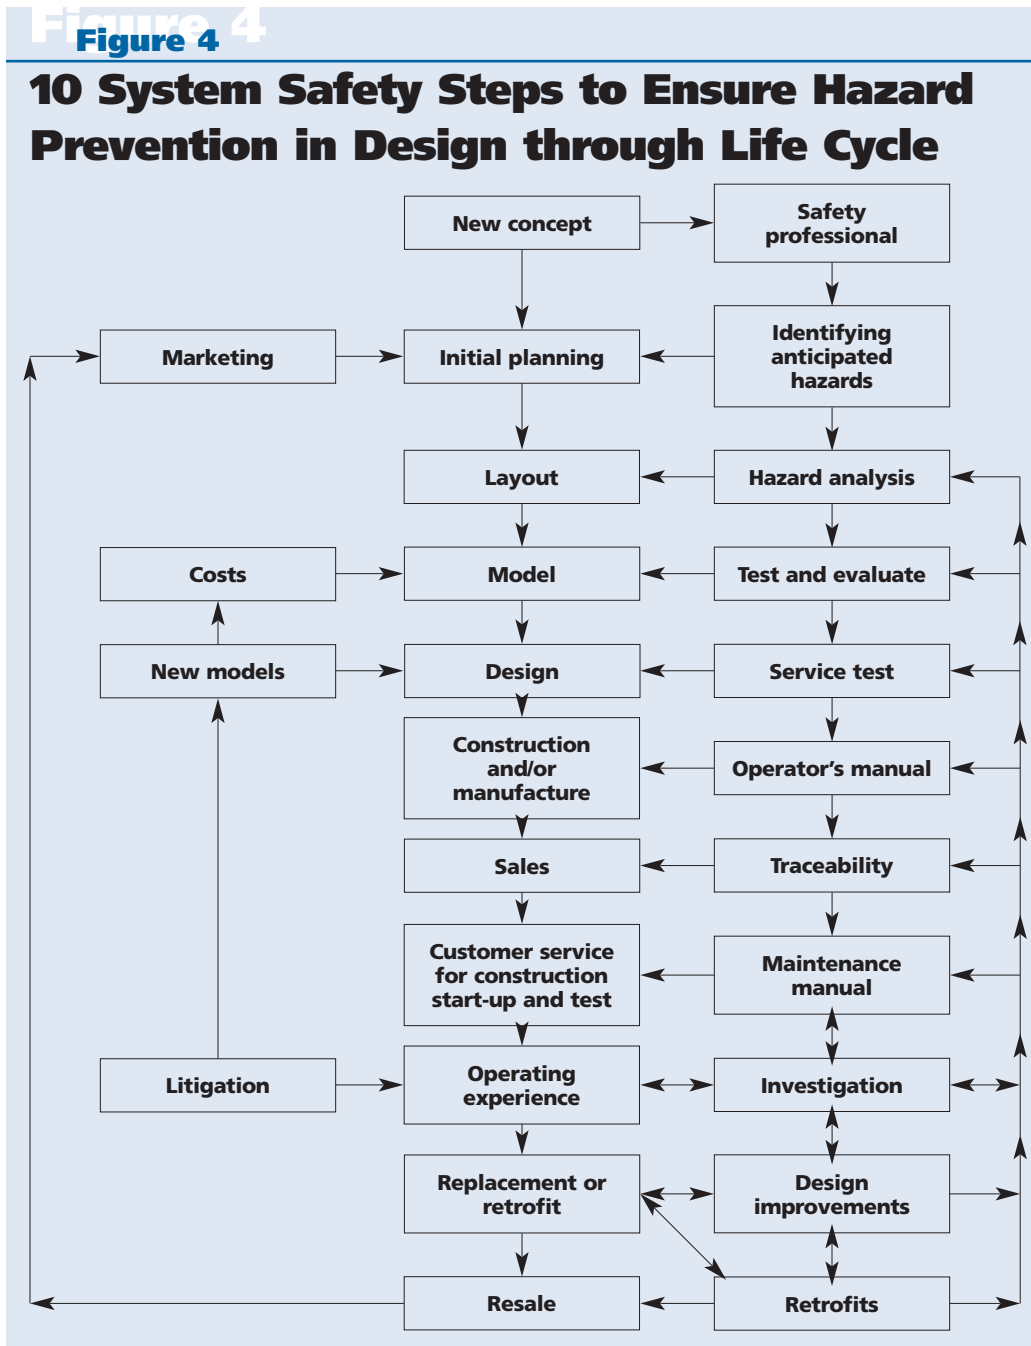 Figure 4
Figure 4
10 System Safety Steps to Ensure Hazard
Prevention in Design through Life Cycle
New concept
Safety
professional
Marketing
Initial planning
Identifying
anticipated
hazards
Layout
Hazard analysis
Costs
Model
Test and evaluate
New models
Design
Service test
Construction
and/or
manufacture
Operator's manual
Sales
Traceability
Customer service
for construction
start-up and test
Maintenance
manual
Litigation
Operating
experience
Investigation
Replacement or
retrofit
Design
improvements
Resale
Retrofits